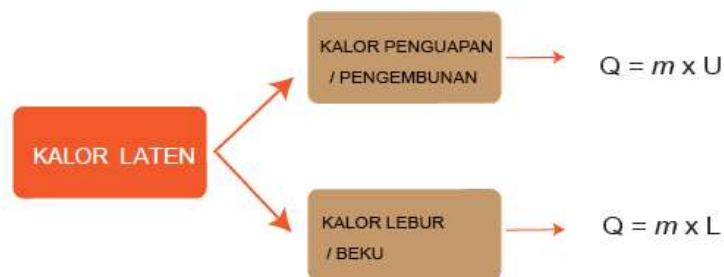 KALOR PENGUAPAN
/ PENGEMBUNAN
Q = m x U
KALOR LATEN
KALOR LEBUR
/ BEKU
Q = m x L